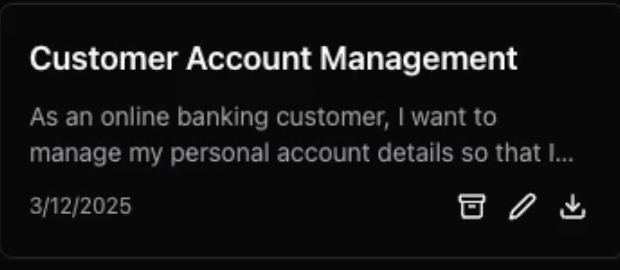 Customer Account Management
As an online banking customer, I want to
manage my personal account details so that I...
3/12/2025